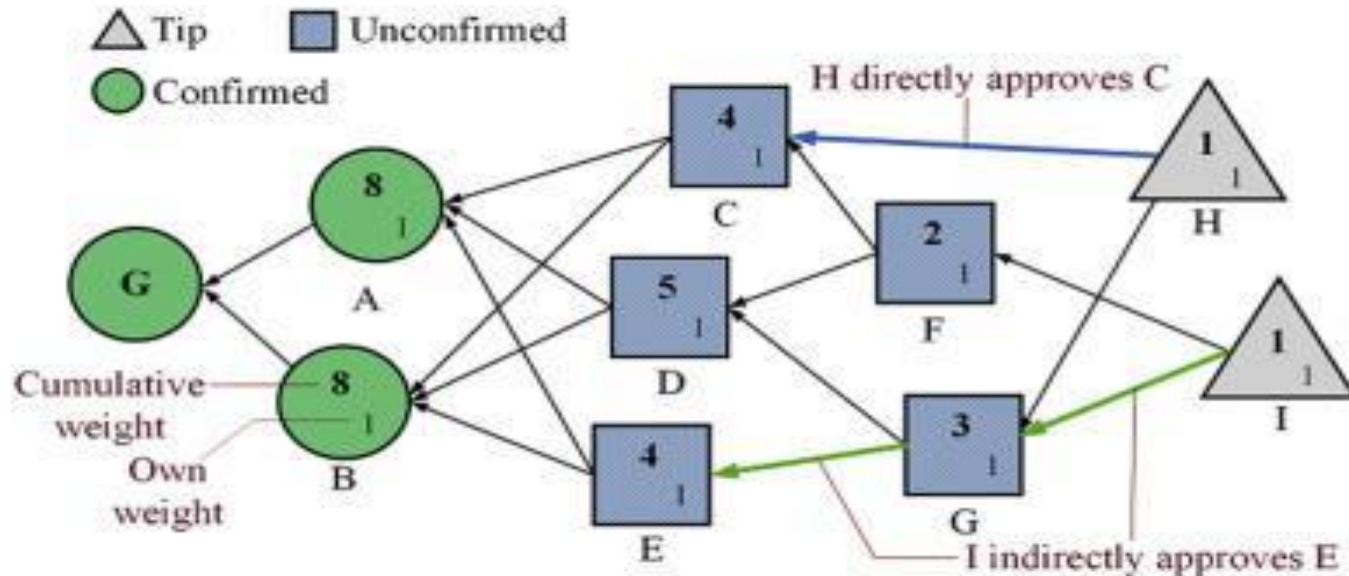 Tip
Unconfirmed
Confirmed
H directly approves C
4
1
C
1
1
H
8
1
A
2
1
F
G
5
1
D
1
1
I
8
1
B
Cumulative
weight
Own
weight
4
1
E
3
1
G
I indirectly approves E